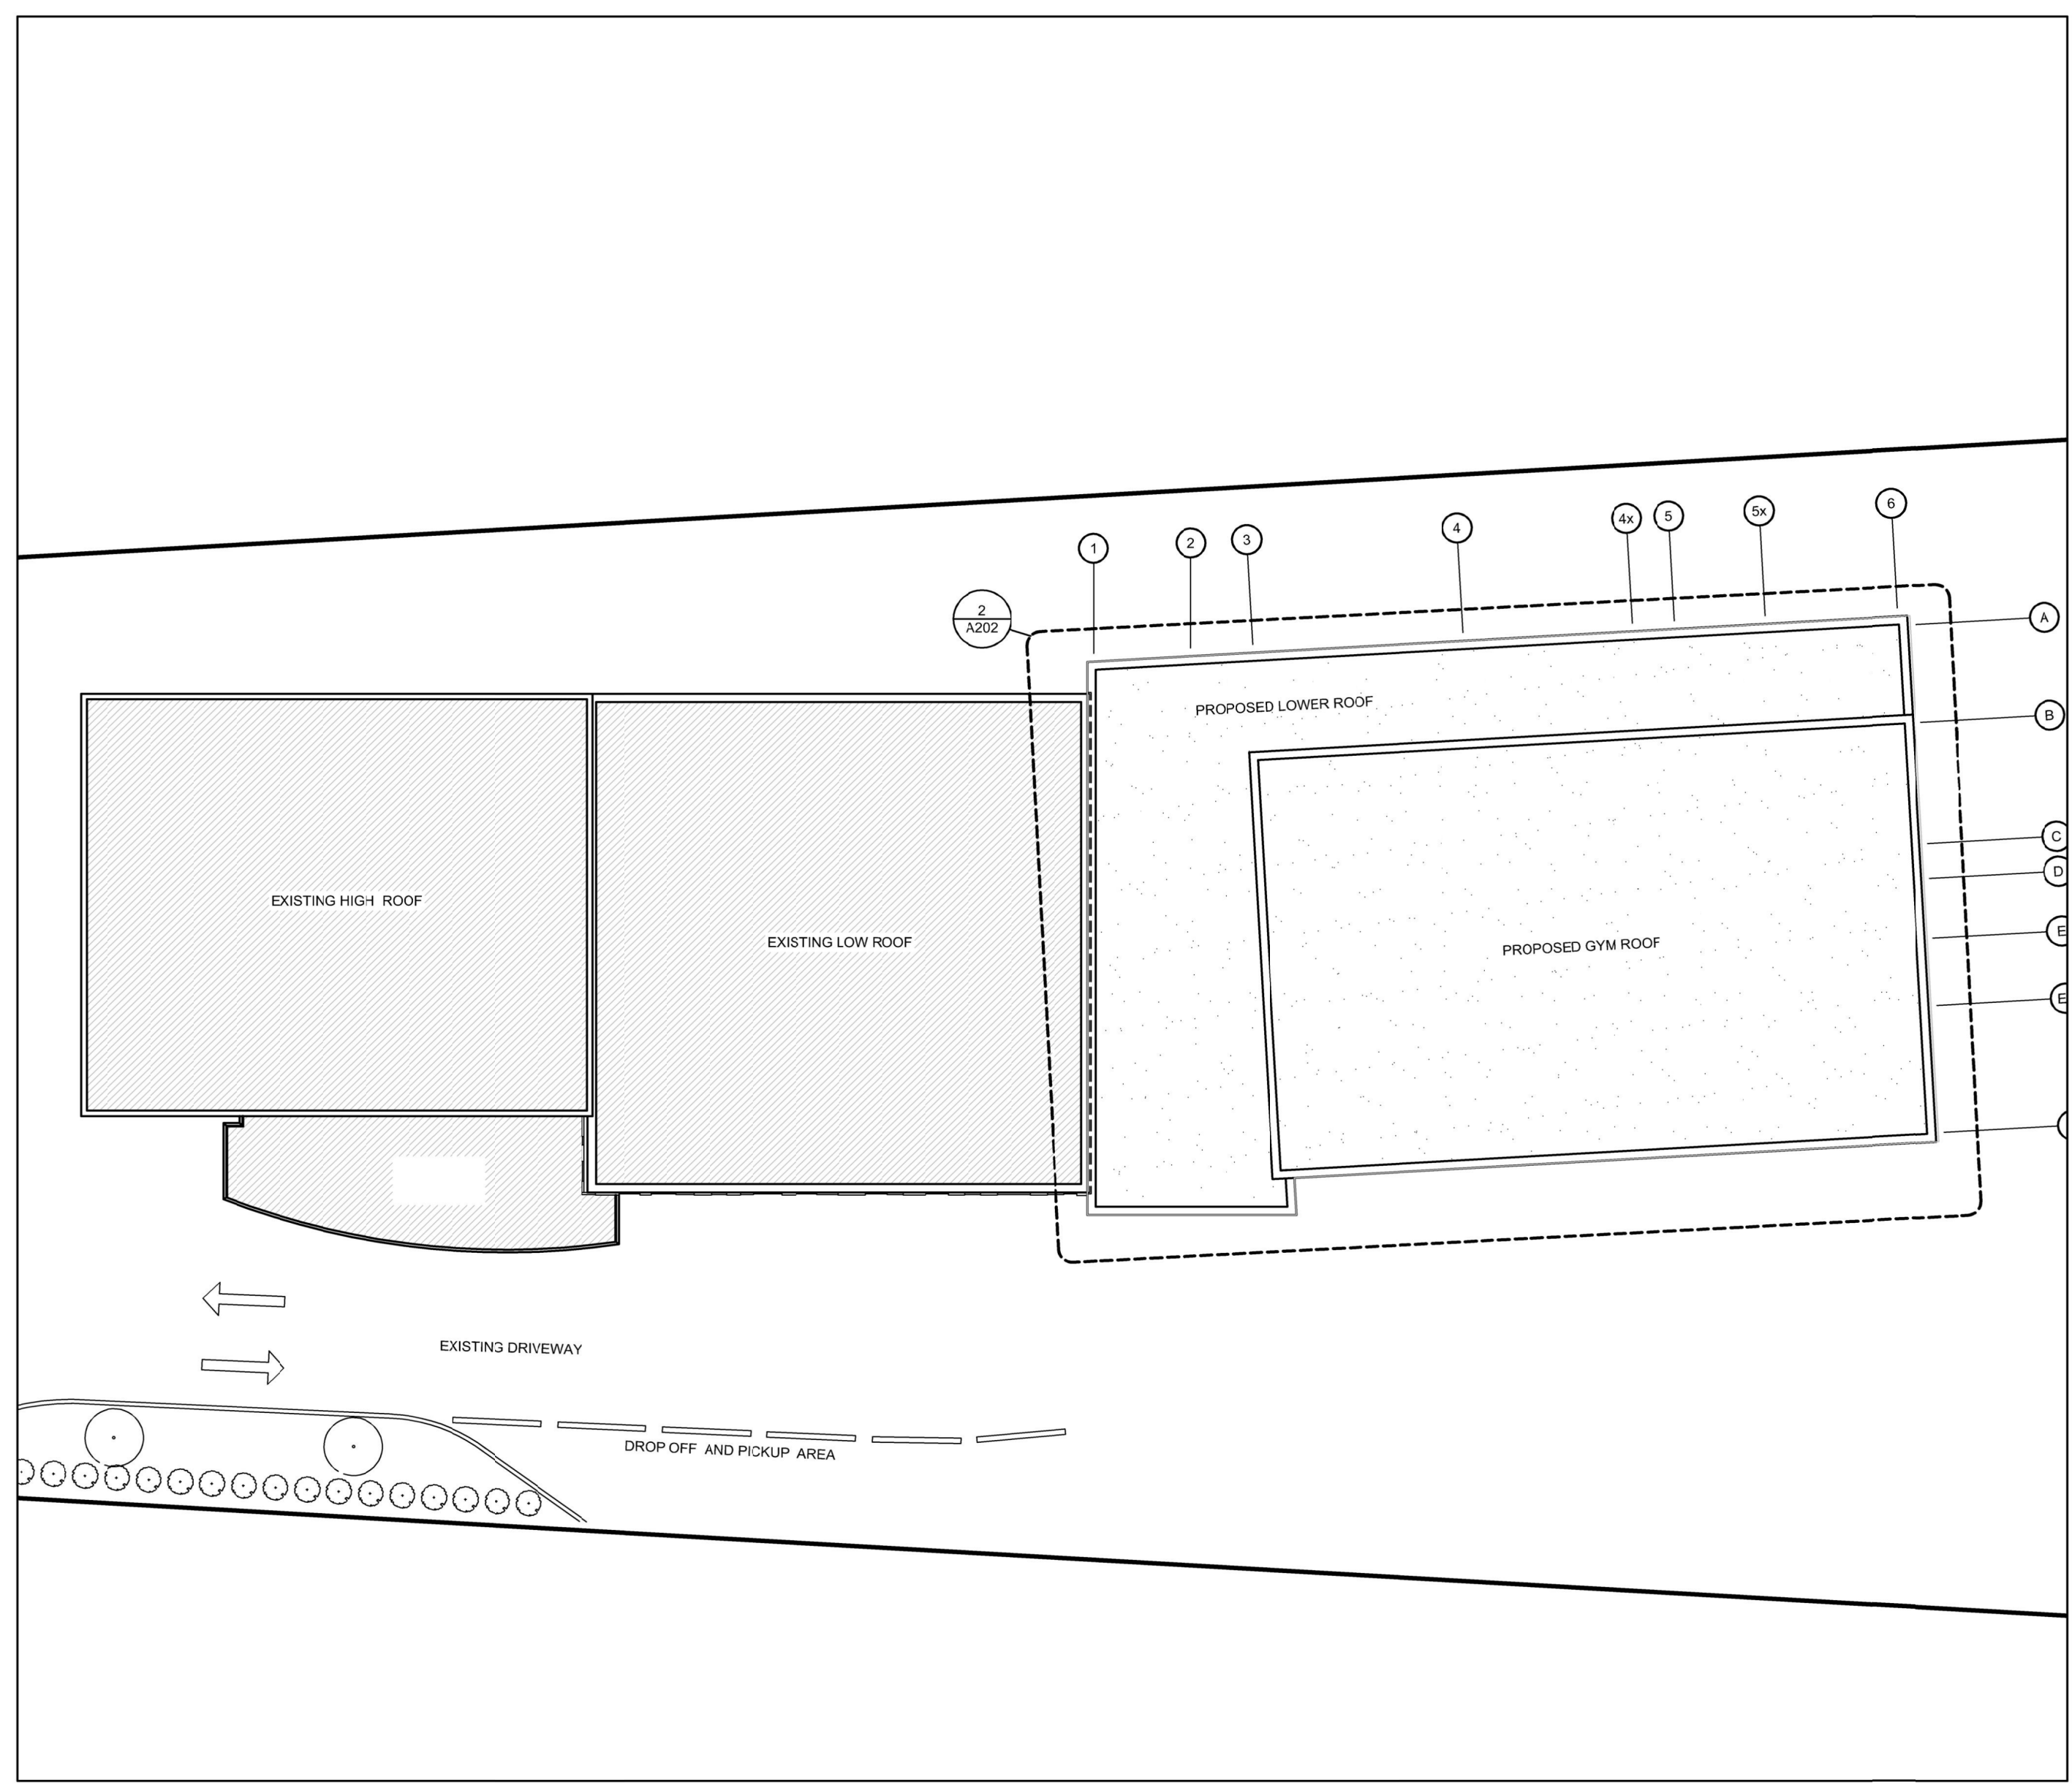 6
5x
5
4x
4
3
2
1
2
A202
A
B
PROPOSED LOWER ROOF
C
D
EXISTING HIGH ROOF
E
EXISTING LOW ROOF
PROPOSED GYM ROOF
E
EXISTING DRIVEWAY
DROP OFF AND PICKUP AREA